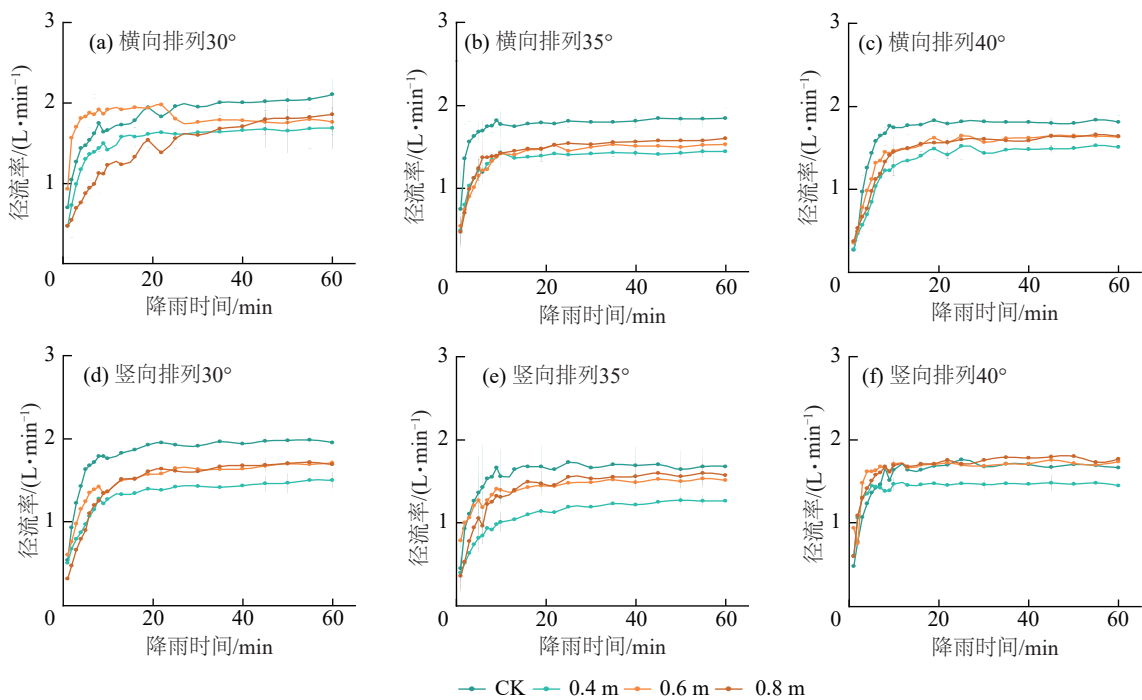 (a) 横向排列30°
(b) 横向排列35°
(c) 横向排列40°
径流率/(L•min⁻¹)
3
2
1
0
20
40
60
降雨时间/min
径流率/(L•min⁻¹)
3
2
1
0
20
40
60
降雨时间/min
径流率/(L•min⁻¹)
3
2
1
0
20
40
60
降雨时间/min
(d) 竖向排列30°
(e) 竖向排列35°
(f) 竖向排列40°
径流率/(L•min⁻¹)
3
2
1
0
20
40
60
降雨时间/min
径流率/(L•min⁻¹)
3
2
1
0
20
40
60
降雨时间/min
径流率/(L•min⁻¹)
3
2
1
0
20
40
60
降雨时间/min
CK 0.4 m 0.6 m 0.8 m